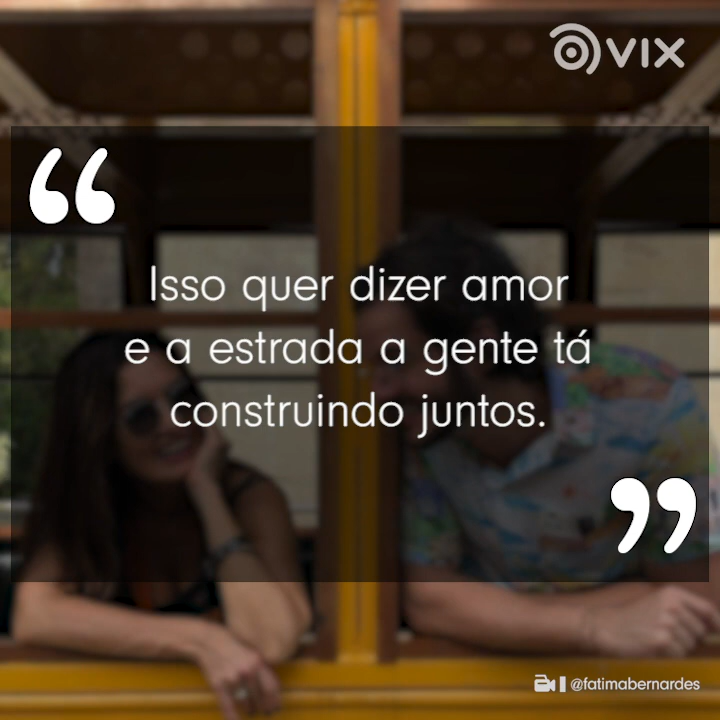 VIX
“
Isso quer dizer amor
e a estrada a gente tá
construindo juntos.
”
@fatimabernardes